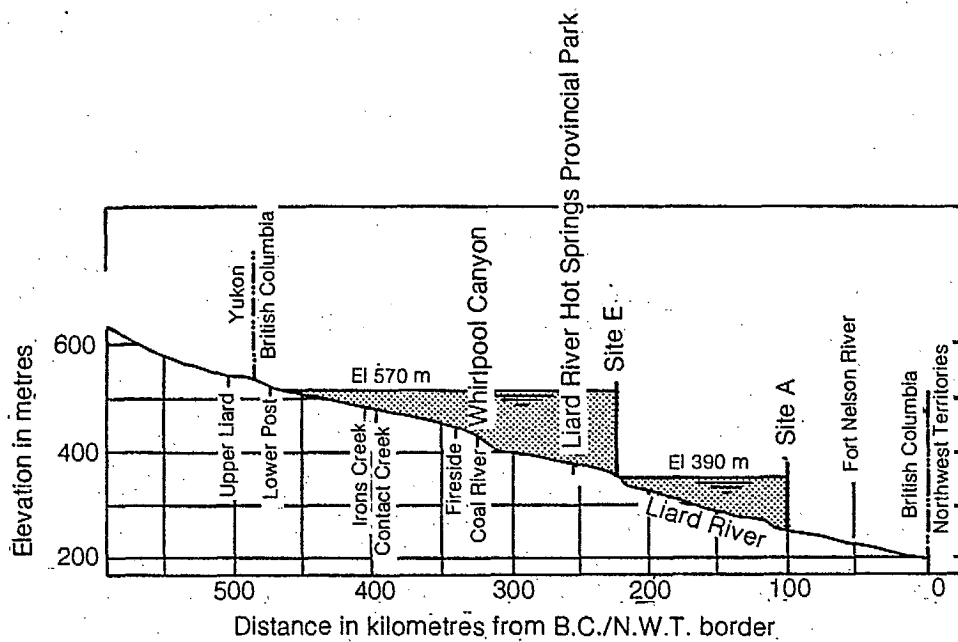 Liard River Hot Springs Provincial Park
Whirlpool Canyon
Yukon
British Columbia
Site E
600
El 570 m
Elevation in metres
Upper Liard
Lower Post
Irons Creek
Contact Creek
Fireside
Coal River
400
El 390 m
Site A
Fort Nelson River
British Columbia
Northwest Territories
Liard River
200
500
400
300
200
100
0
Distance in kilometres from B.C./N.W.T. border